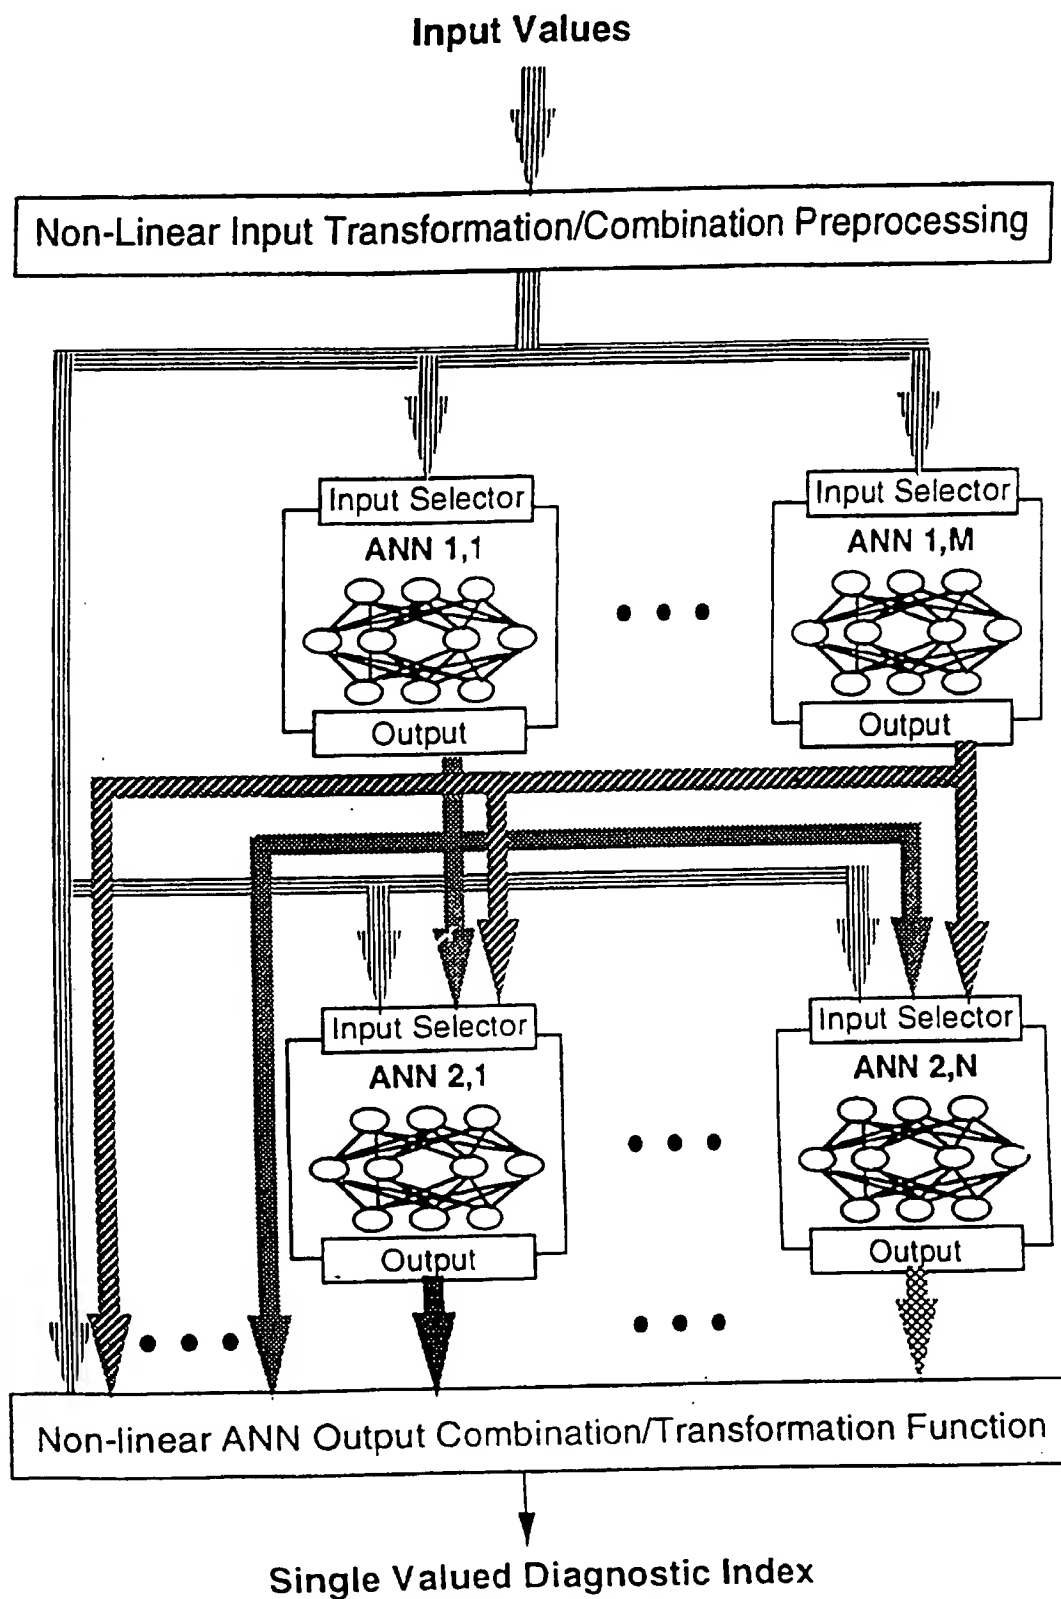 Input Values
Non-Linear Input Transformation/Combination Preprocessing
Input Selector
ANN 1,1
Output
Input Selector
ANN 1,M
Output
Input Selector
ANN 2,1
Output
Input Selector
ANN 2,N
Output
Non-linear ANN Output Combination/Transformation Function
Single Valued Diagnostic Index